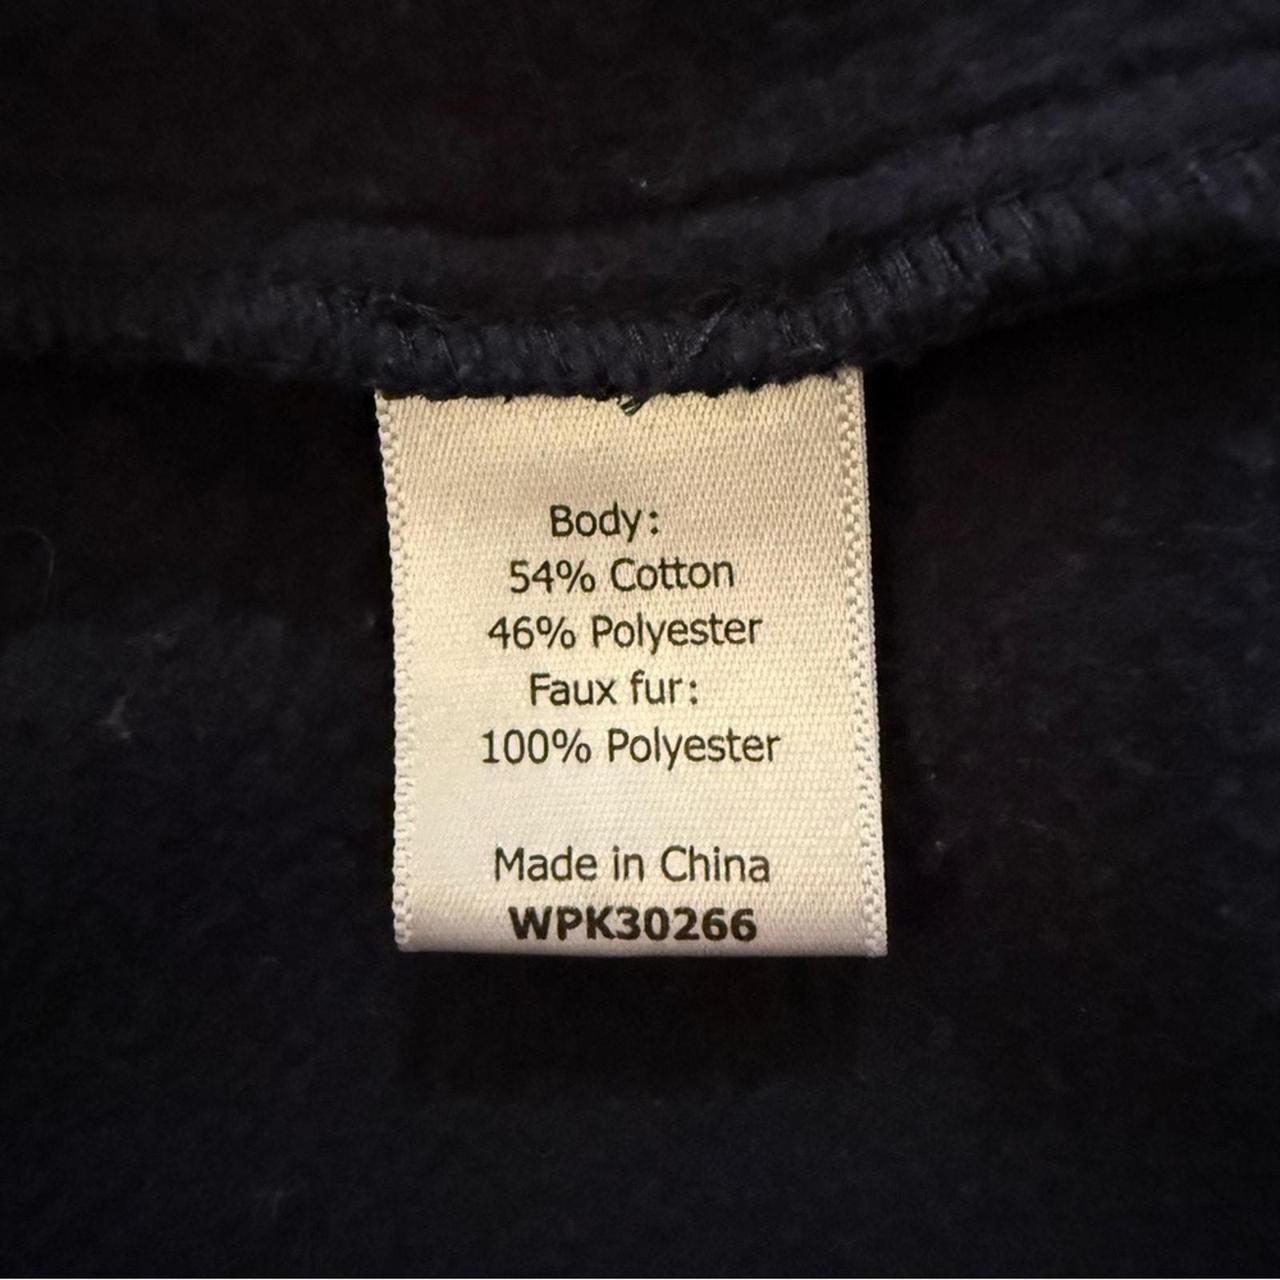 Body:
54% Cotton
46% Polyester
Faux fur:
100% Polyester
Made in China
WPK30266